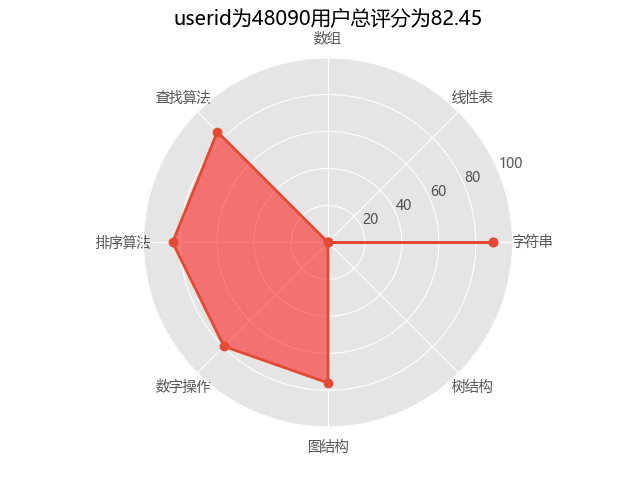 userid为48090用户总评分为82.45
数组
查找算法
线性表
100
80
60
40
20
排序算法
字符串
数字操作
树结构
图结构